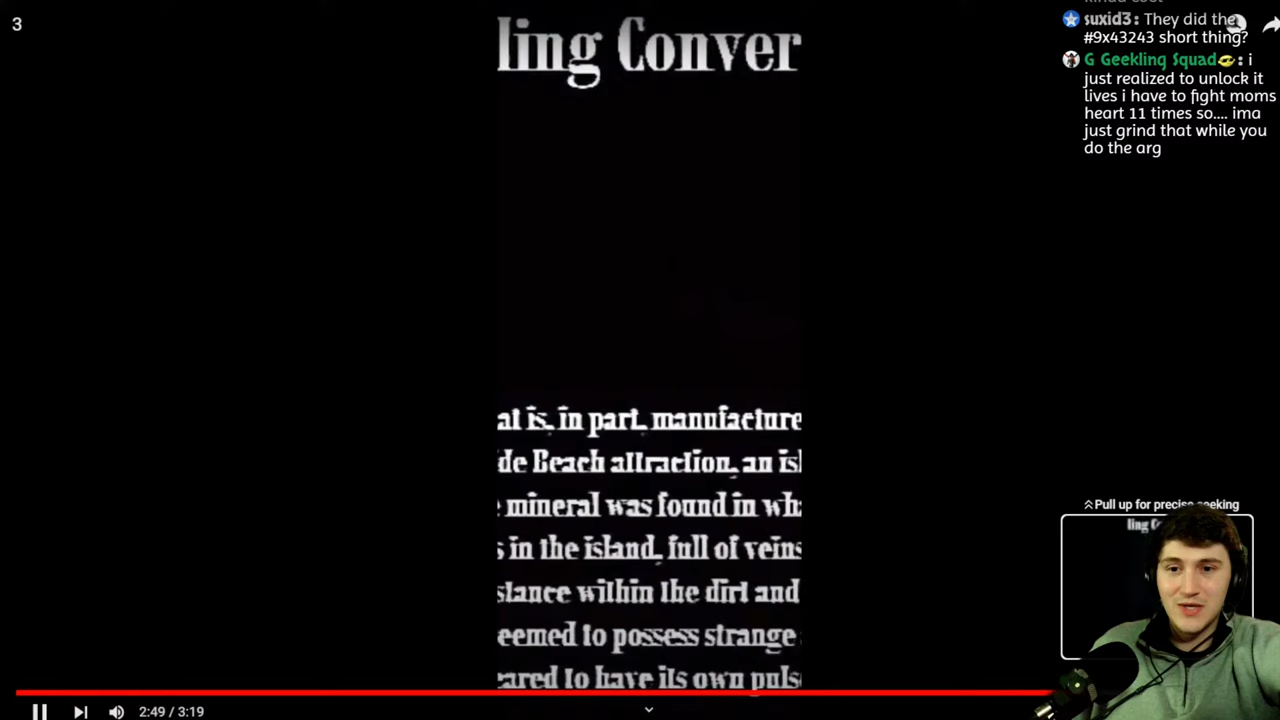 3
suxid3: They did the
#9x43243 short thing?
G Geekling Squad: i
just realized to unlock it
lives i have to fight moms
heart 11 times so.... ima
just grind that while you
do the arg
ling Conver
at is, in part, manufacture
de Beach attraction, an isl
e mineral was found in wha
s in the island, full of veins
stance within the dirt and
eemed to possess strange
eared to have its own puls
Pull up for precise seeking
ling C
2:49 / 3:19